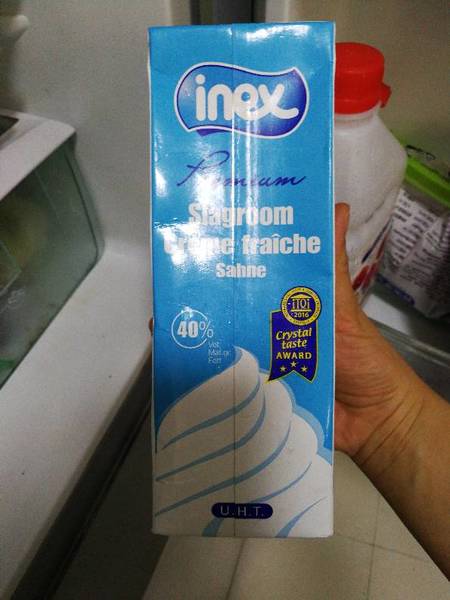 inex
Premium
Slagroom
Crème fraîche
Sahne
40%
Vet
Mat.gr.
Fett
iTQi
2016
Crystal
taste
AWARD
U.H.T.